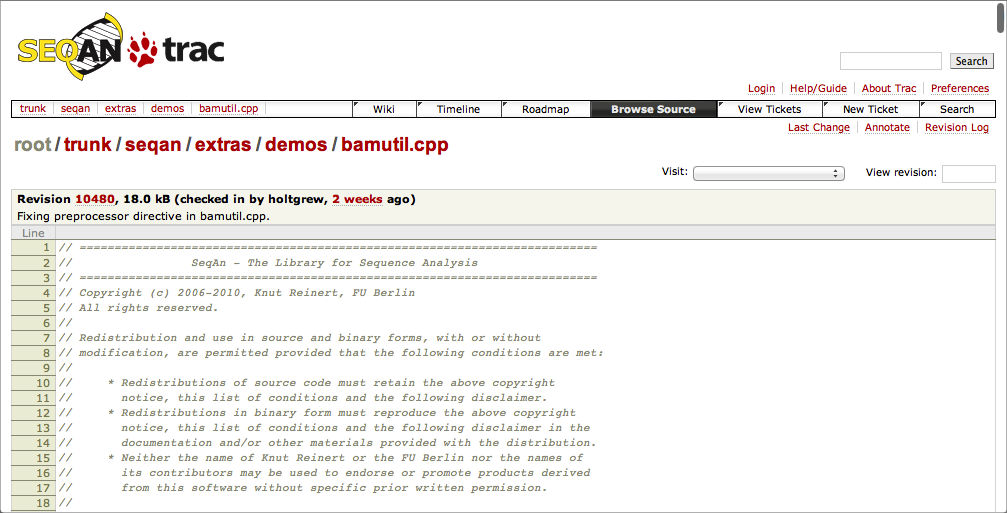 SEQAN trac
Search
Login Help/Guide About Trac Preferences
trunk seqan extras demos bamutil.cpp Wiki Timeline Roadmap Browse Source View Tickets New Ticket Search
Last Change Annotate Revision Log
root/trunk/seqan/extras/demos/bamutil.cpp
Visit: View revision:
Revision 10480, 18.0 kB (checked in by holtgrew, 2 weeks ago)
Fixing preprocessor directive in bamutil.cpp.
Line
1 // ==========================================================================
2 //                 SeqAn - The Library for Sequence Analysis
3 // ==========================================================================
4 // Copyright (c) 2006-2010, Knut Reinert, FU Berlin
5 // All rights reserved.
6 //
7 // Redistribution and use in source and binary forms, with or without
8 // modification, are permitted provided that the following conditions are met:
9 //
10 //     * Redistributions of source code must retain the above copyright
11 //       notice, this list of conditions and the following disclaimer.
12 //     * Redistributions in binary form must reproduce the above copyright
13 //       notice, this list of conditions and the following disclaimer in the
14 //       documentation and/or other materials provided with the distribution.
15 //     * Neither the name of Knut Reinert or the FU Berlin nor the names of
16 //       its contributors may be used to endorse or promote products derived
17 //       from this software without specific prior written permission.
18 //